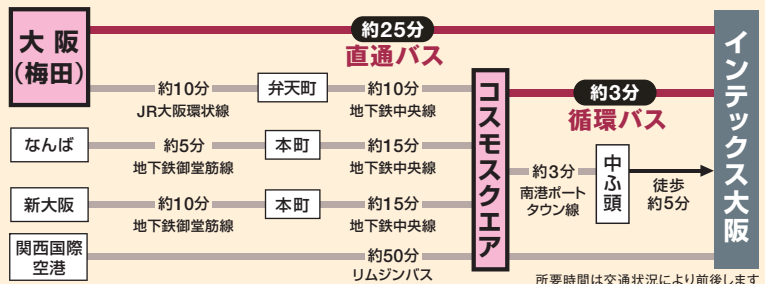 大阪
(梅田)
約25分
直通バス
約10分
JR大阪環状線
弁天町
約10分
地下鉄中央線
なんば
約5分
地下鉄御堂筋線
本町
約15分
地下鉄中央線
新大阪
約10分
地下鉄御堂筋線
本町
約15分
地下鉄中央線
関西国際
空港
約50分
リムジンバス
コスモスクエア
約3分
循環バス
約3分
南港ポート
タウン線
中ふ頭
徒歩
約5分
インテックス大阪
所要時間は交通状況により前後します